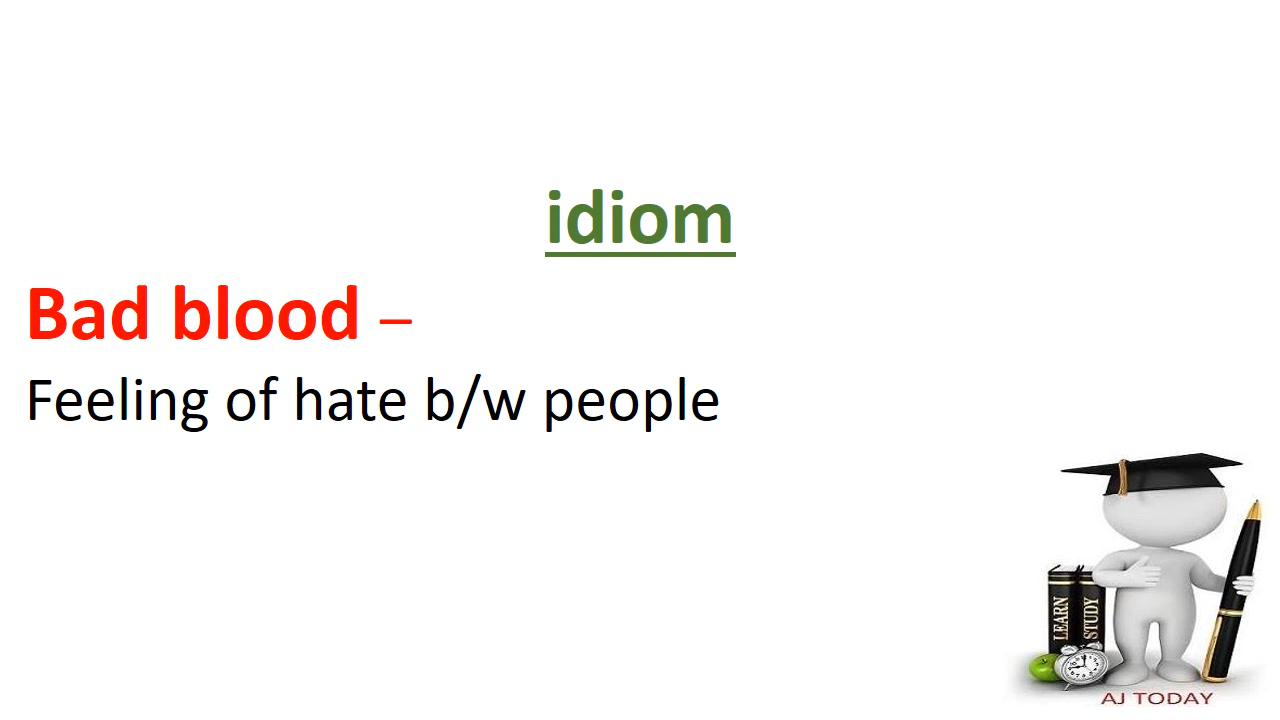 idiom
Bad blood –
Feeling of hate b/w people
LEARN
STUDY
AJ TODAY